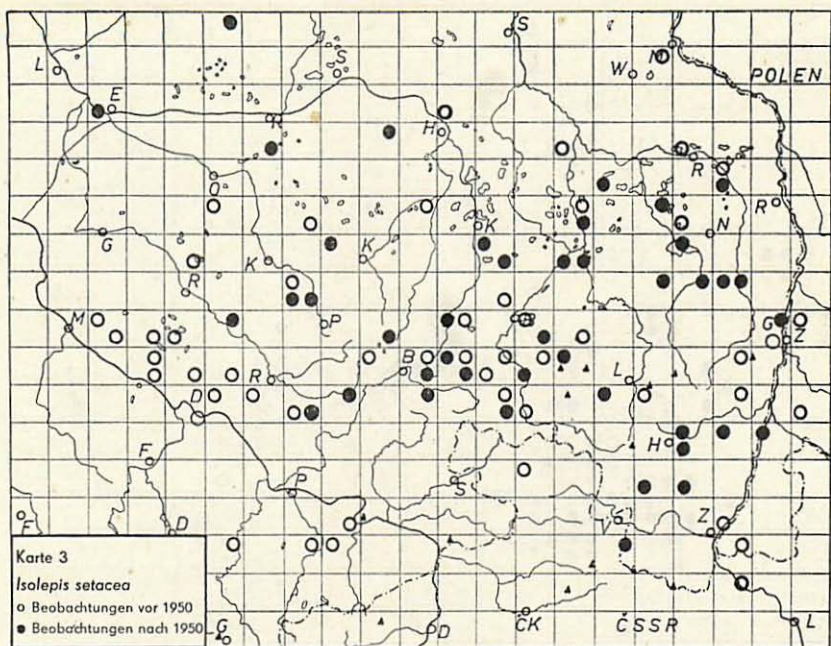 S
N
L
S
W
POLEN
E
R
H
O
R
K
N
R
G
K
K
R
P
B
G
Z
M
B
L
R
D
H
F
P
S
F
D
Z
Karte 3
Isolepis setacea
○ Beobachtungen vor 1950
● Beobachtungen nach 1950
G
D
ČK
ČSSR
L